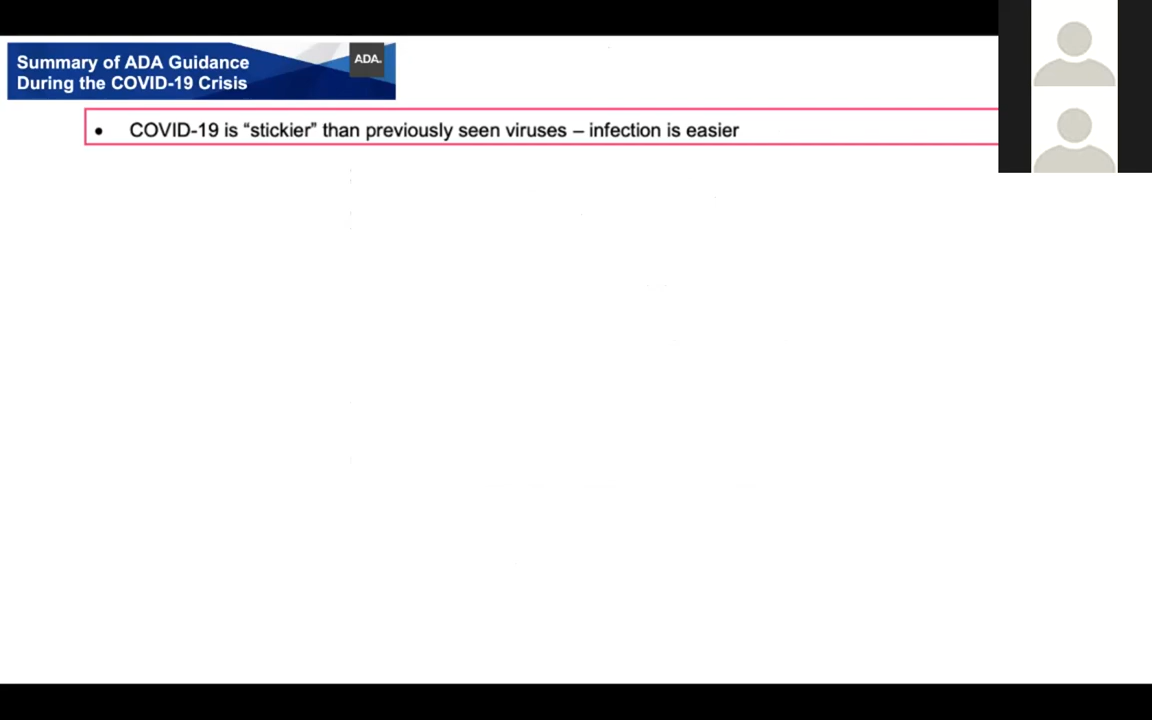 Summary of ADA Guidance
During the COVID-19 Crisis
ADA.
• COVID-19 is “stickier” than previously seen viruses – infection is easier